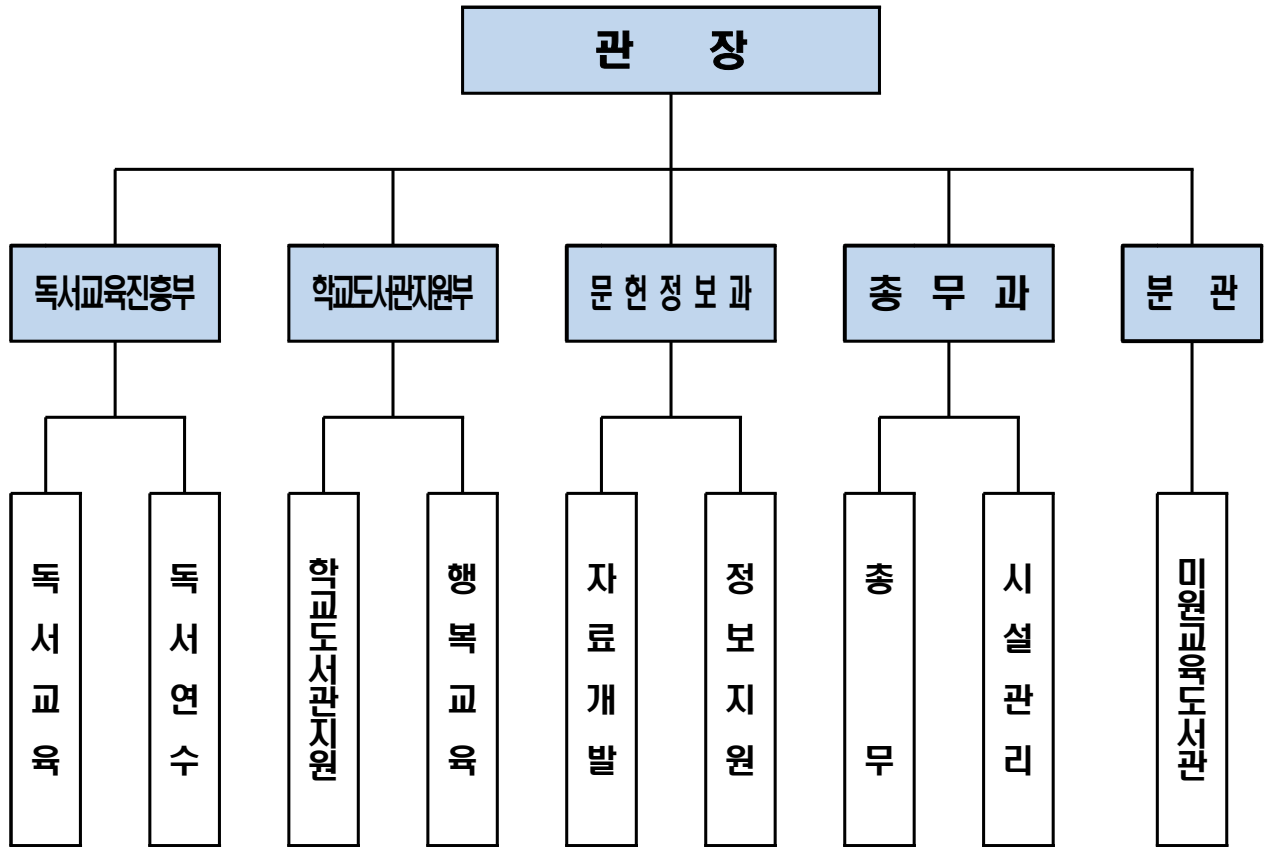 관 장
독서교육진흥부
학교도서관지원부
문헌정보과
총무과
분관
독서교육
독서연수
학교도서관지원
행복교육
자료개발
정보지원
총무
시설관리
미원교육도서관